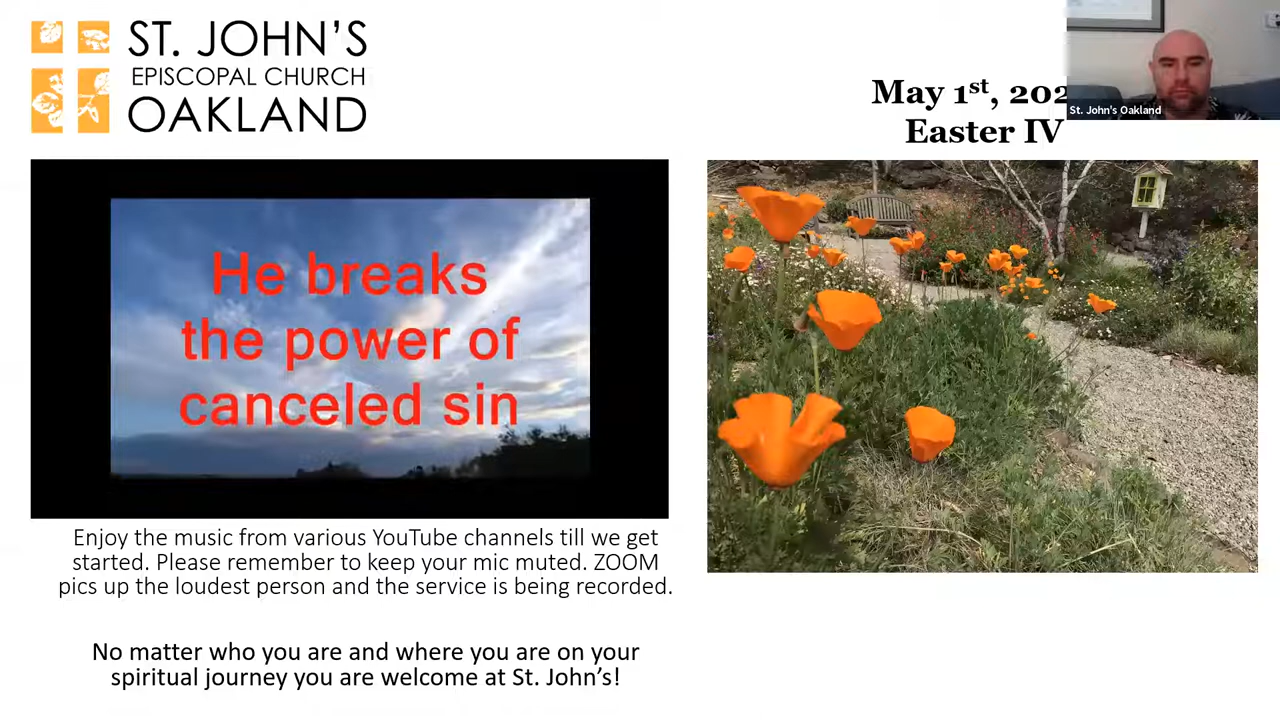 ST. JOHN'S
EPISCOPAL CHURCH
OAKLAND
May 1st, 202
Easter IV
St. John's Oakland
He breaks
the power of
canceled sin
Enjoy the music from various YouTube channels till we get
started. Please remember to keep your mic muted. ZOOM
pics up the loudest person and the service is being recorded.
No matter who you are and where you are on your
spiritual journey you are welcome at St. John's!